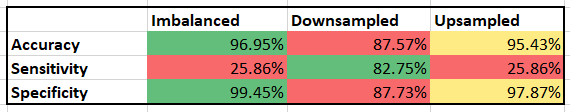 Imbalanced Downsampled Upsampled
Accuracy 96.95% 87.57% 95.43%
Sensitivity 25.86% 82.75% 25.86%
Specificity 99.45% 87.73% 97.87%